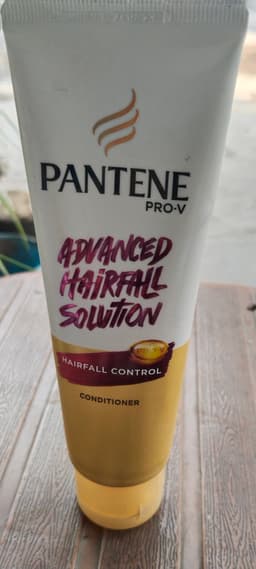 PANTENE
PRO-V
ADVANCED
HAIRFALL
SOLUTION
HAIRFALL CONTROL
CONDITIONER